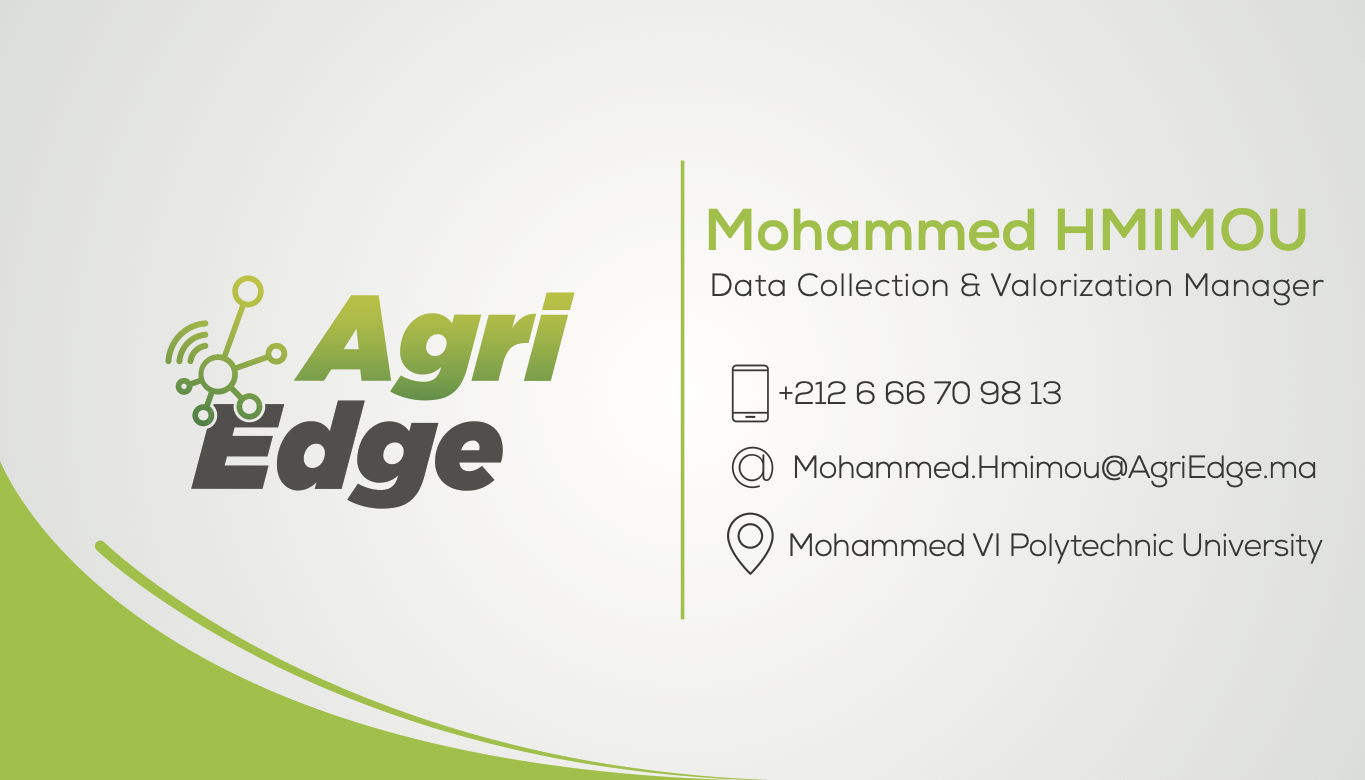 Agri
Edge
Mohammed HMIMOU
Data Collection & Valorization Manager
+212 6 66 70 98 13
Mohammed.Hmimou@AgriEdge.ma
Mohammed VI Polytechnic University